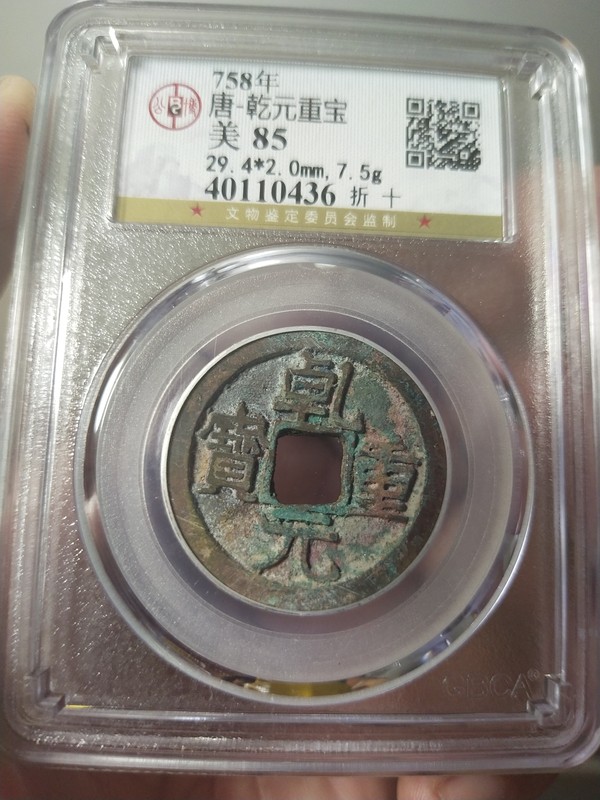 758年
唐-乾元重宝
美 85
29.4*2.0mm,7.5g
40110436 折十
文物鉴定委员会监制
乾元重寶
GBCA®